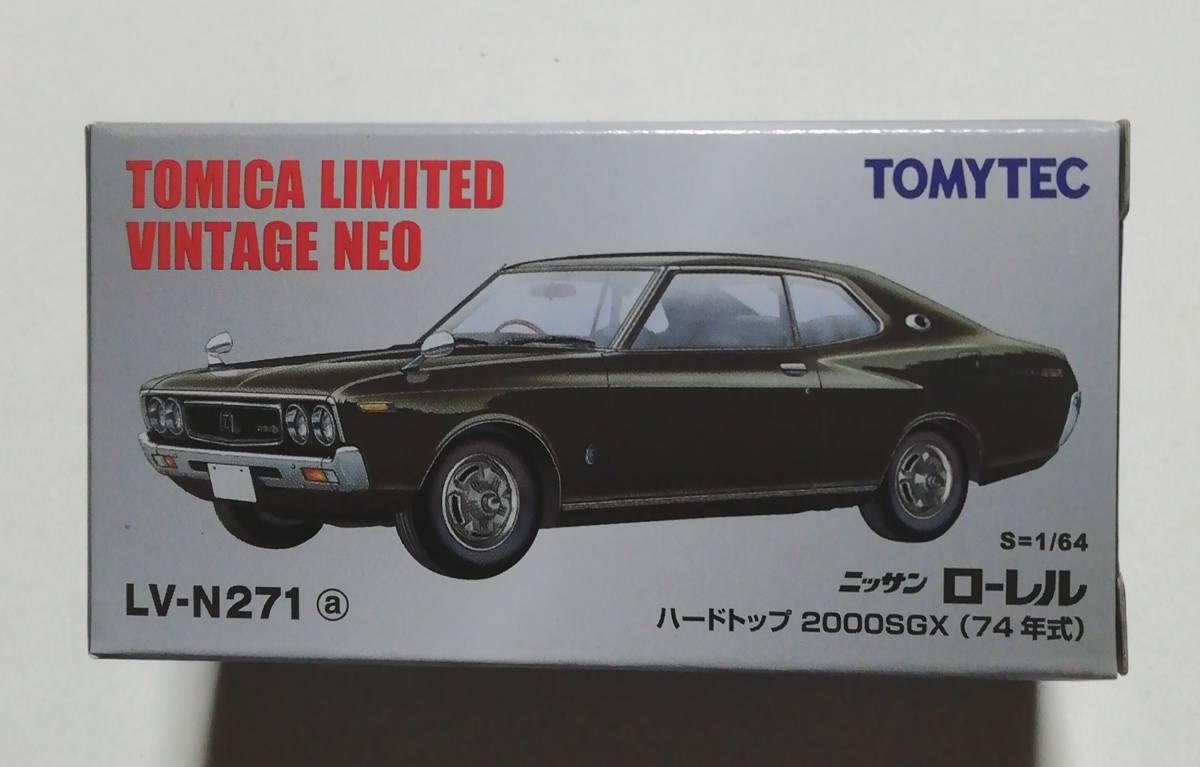 TOMICA LIMITED
VINTAGE NEO
TOMYTEC
S=1/64
LV-N271 ⓐ
ニッサン ローレル
ハードトップ 2000SGX (74年式)